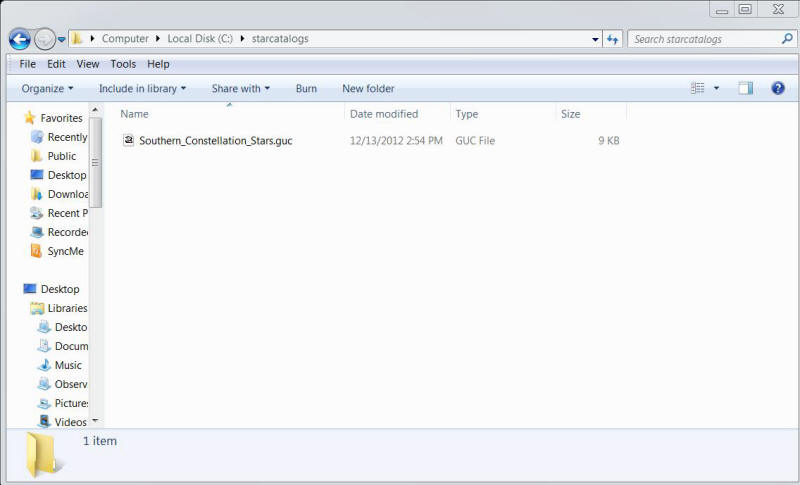 Computer Local Disk (C:) starcatalogs Search starcatalogs
File Edit View Tools Help
Organize Include in library Share with Burn New folder
Name Date modified Type Size
Southern_Constellation_Stars.guc 12/13/2012 2:54 PM GUC File 9 KB
Favorites
Recently
Public
Desktop
Downloa
Recent P
Recorded
SyncMe
Desktop
Libraries
Deskto
Docum
Music
Observ
Pictures
Videos
1 item